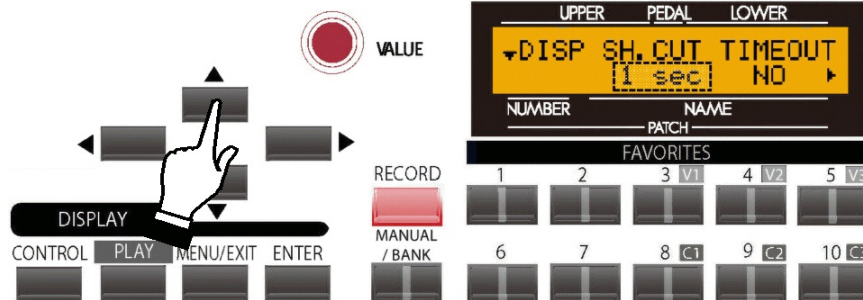 VALUE
UPPER PEDAL LOWER
DISP SH.CUT TIMEOUT
1 sec NO
NUMBER NAME
PATCH
FAVORITES
RECORD
1 2 3 V1 4 V2 5 V3
DISPLAY
MANUAL
/ BANK
CONTROL PLAY MENU/EXIT ENTER
6 7 8 C1 9 C2 10 C3